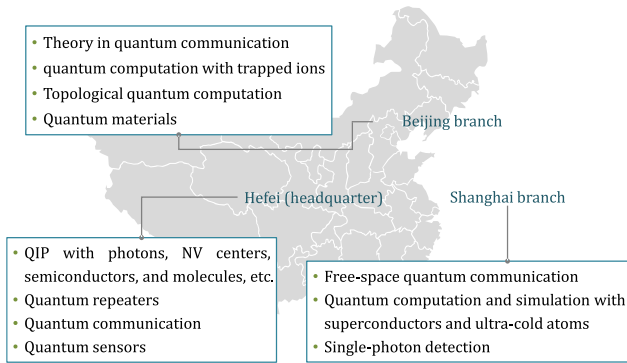 • Theory in quantum communication
• quantum computation with trapped ions
• Topological quantum computation
• Quantum materials
Beijing branch
Hefei (headquarter)
Shanghai branch
• QIP with photons, NV centers,
semiconductors, and molecules, etc.
• Quantum repeaters
• Quantum communication
• Quantum sensors
• Free-space quantum communication
• Quantum computation and simulation with
superconductors and ultra-cold atoms
• Single-photon detection